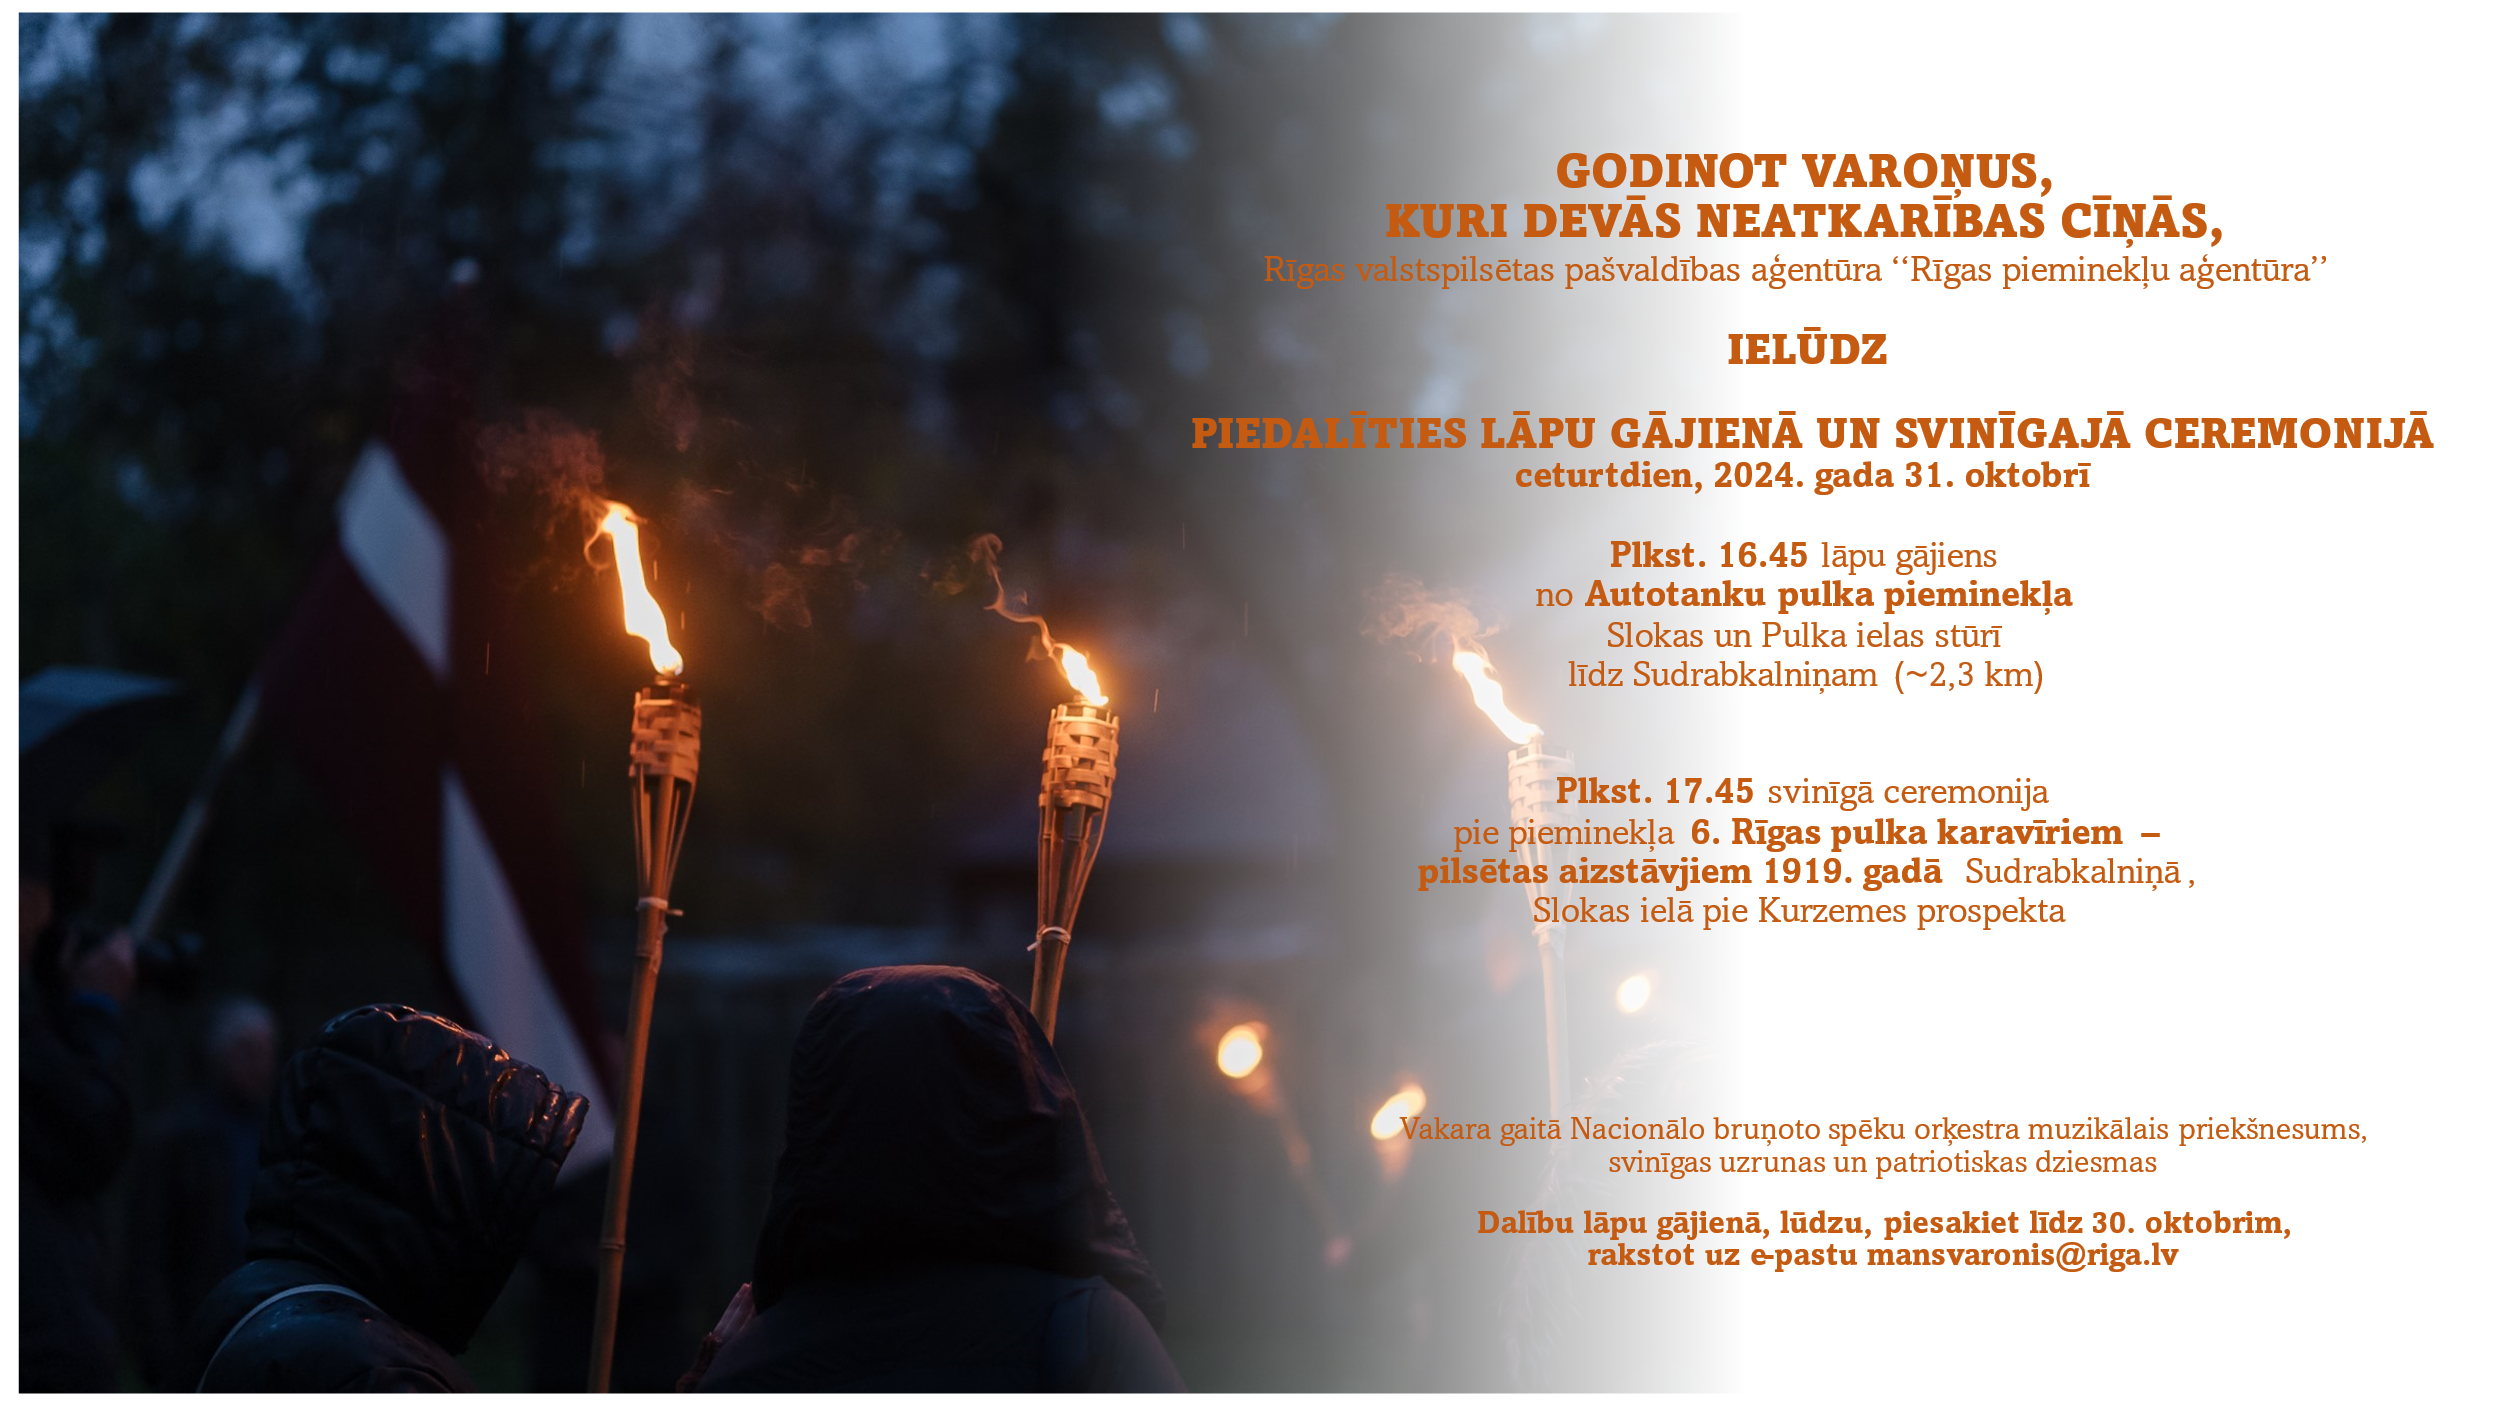 GODINOT VAROŅUS,
KURI DEVĀS NEATKARĪBAS CĪŅĀS,
Rīgas valstspilsētas pašvaldības aģentūra ‘‘Rīgas pieminekļu aģentūra’’
IELŪDZ
PIEDALĪTIES LĀPU GĀJIENĀ UN SVINĪGAJĀ CEREMONIJĀ
ceturtdien, 2024. gada 31. oktobrī
Plkst. 16.45 lāpu gājiens
no Autotanku pulka pieminekļa
Slokas un Pulka ielas stūrī
līdz Sudrabkalniņam (~2,3 km)
Plkst. 17.45 svinīgā ceremonija
pie pieminekļa 6. Rīgas pulka karavīriem –
pilsētas aizstāvjiem 1919. gadā Sudrabkalniņā ,
Slokas ielā pie Kurzemes prospekta
Vakara gaitā Nacionālo bruņoto spēku orķestra muzikālais priekšnesums,
svinīgas uzrunas un patriotiskas dziesmas
Dalību lāpu gājienā, lūdzu, piesakiet līdz 30. oktobrim,
rakstot uz e-pastu mansvaronis@riga.lv